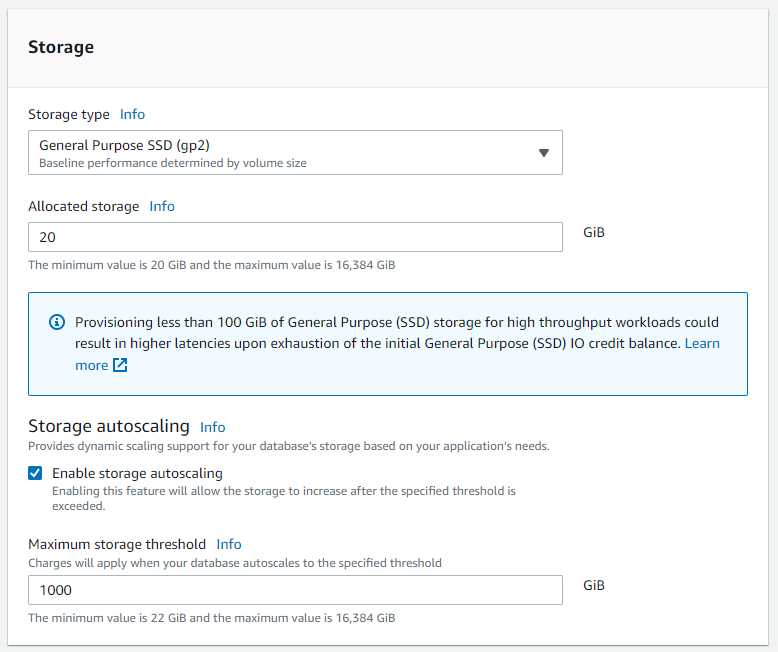 Storage
Storage type Info
General Purpose SSD (gp2)
Baseline performance determined by volume size
Allocated storage Info
20
GiB
The minimum value is 20 GiB and the maximum value is 16,384 GiB
Provisioning less than 100 GiB of General Purpose (SSD) storage for high throughput workloads could
result in higher latencies upon exhaustion of the initial General Purpose (SSD) IO credit balance. Learn
more
Storage autoscaling Info
Provides dynamic scaling support for your database's storage based on your application's needs.
Enable storage autoscaling
Enabling this feature will allow the storage to increase after the specified threshold is
exceeded.
Maximum storage threshold Info
Charges will apply when your database autoscales to the specified threshold
1000
GiB
The minimum value is 22 GiB and the maximum value is 16,384 GiB